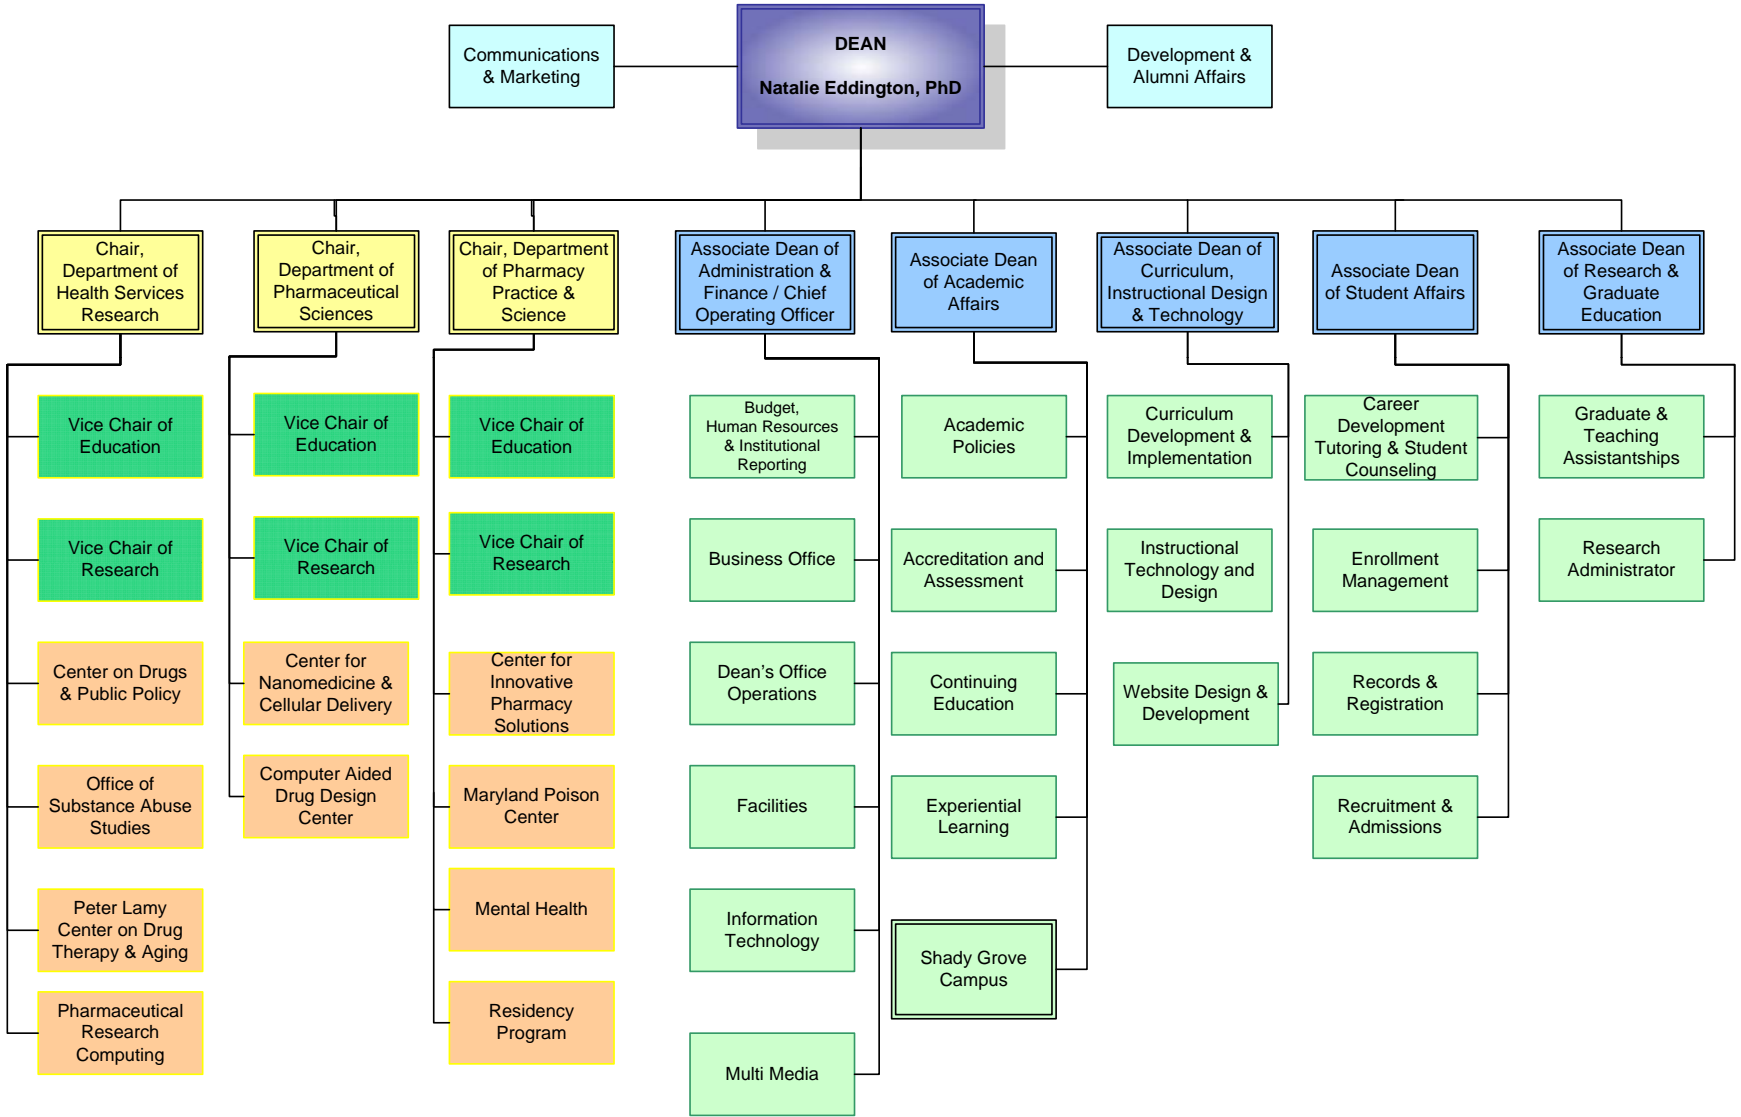 Communications
& Marketing
DEAN
Natalie Eddington, PhD
Development &
Alumni Affairs
Chair,
Department of
Health Services
Research
Chair,
Department of
Pharmaceutical
Sciences
Chair, Department
of Pharmacy
Practice &
Science
Associate Dean of
Administration &
Finance / Chief
Operating Officer
Associate Dean
of Academic
Affairs
Associate Dean of
Curriculum,
Instructional Design
& Technology
Associate Dean
of Student Affairs
Associate Dean
of Research &
Graduate
Education
Vice Chair of
Education
Vice Chair of
Research
Center on Drugs
& Public Policy
Office of
Substance Abuse
Studies
Peter Lamy
Center on Drug
Therapy & Aging
Pharmaceutical
Research
Computing
Vice Chair of
Education
Vice Chair of
Research
Center for
Nanomedicine &
Cellular Delivery
Computer Aided
Drug Design
Center
Vice Chair of
Education
Vice Chair of
Research
Center for
Innovative
Pharmacy
Solutions
Maryland Poison
Center
Mental Health
Residency
Program
Budget,
Human Resources
& Institutional
Reporting
Business Office
Dean’s Office
Operations
Facilities
Information
Technology
Multi Media
Academic
Policies
Accreditation and
Assessment
Continuing
Education
Experiential
Learning
Shady Grove
Campus
Curriculum
Development &
Implementation
Instructional
Technology and
Design
Website Design &
Development
Career
Development
Tutoring & Student
Counseling
Enrollment
Management
Records &
Registration
Recruitment &
Admissions
Graduate &
Teaching
Assistantships
Research
Administrator